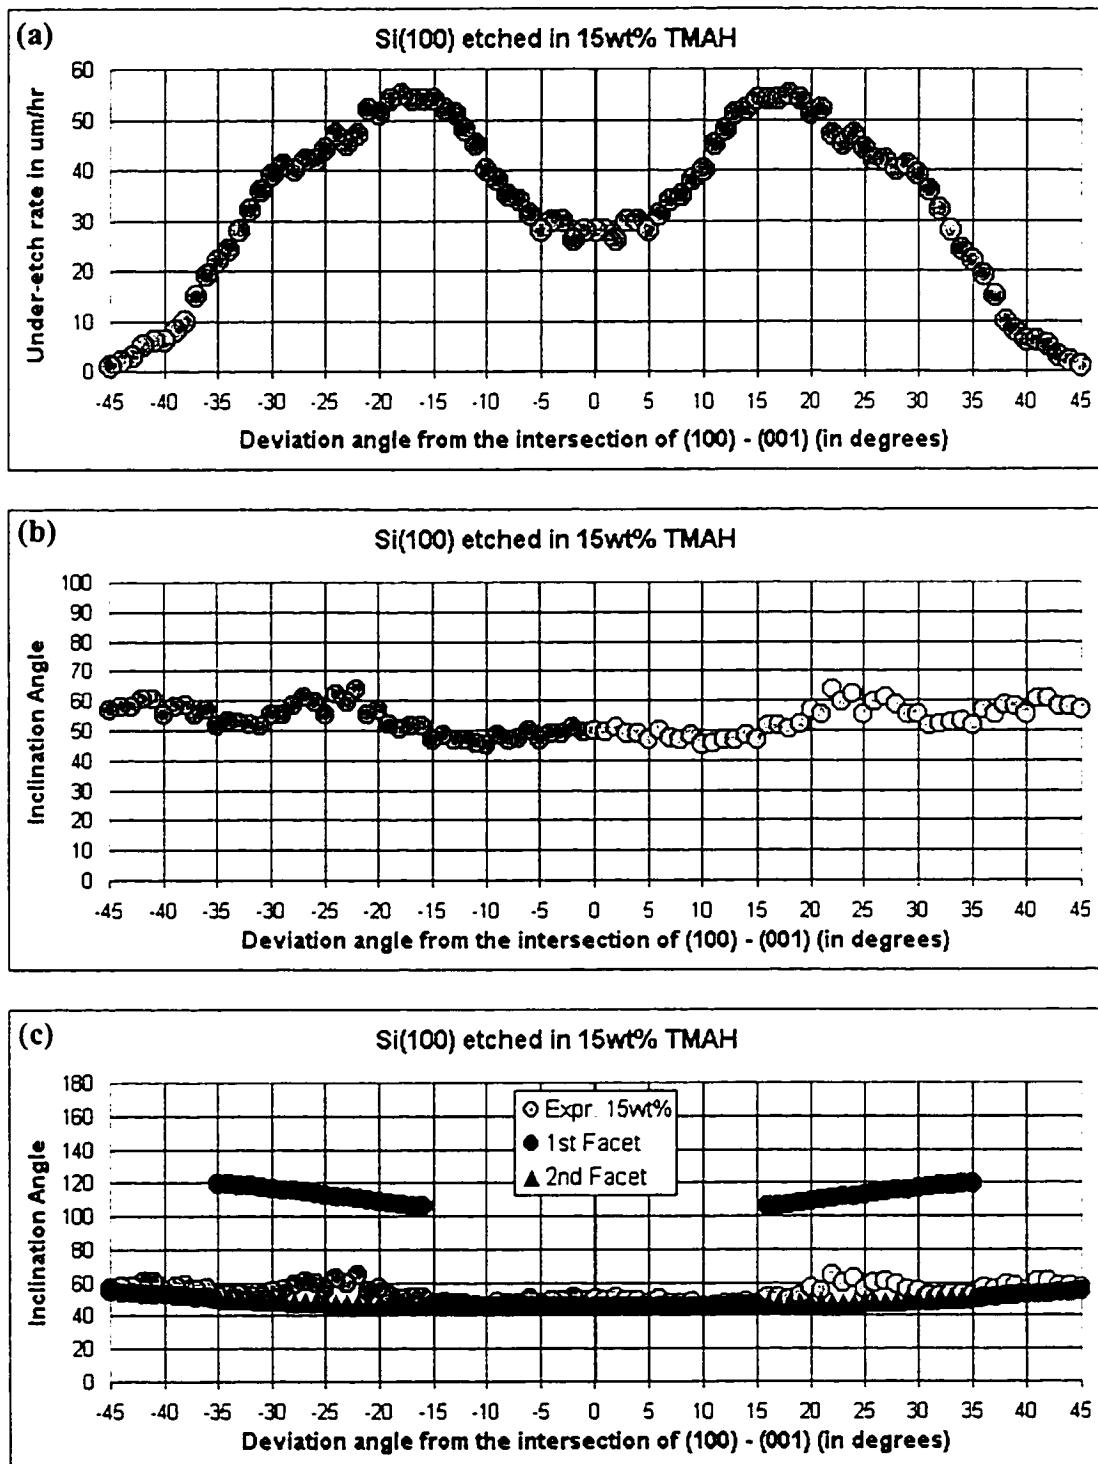 (a)
Si(100) etched in 15wt% TMAH
Under-etch rate in um/hr
60
50
40
30
20
10
0
-45 -40 -35 -30 -25 -20 -15 -10 -5 0 5 10 15 20 25 30 35 40 45
Deviation angle from the intersection of (100) - (001) (in degrees)
(b)
Si(100) etched in 15wt% TMAH
Inclination Angle
100
90
80
70
60
50
40
30
20
10
0
-45 -40 -35 -30 -25 -20 -15 -10 -5 0 5 10 15 20 25 30 35 40 45
Deviation angle from the intersection of (100) - (001) (in degrees)
(c)
Si(100) etched in 15wt% TMAH
Inclination Angle
180
160
140
120
100
80
60
40
20
0
Expr. 15wt%
1st Facet
2nd Facet
-45 -40 -35 -30 -25 -20 -15 -10 -5 0 5 10 15 20 25 30 35 40 45
Deviation angle from the intersection of (100) - (001) (in degrees)